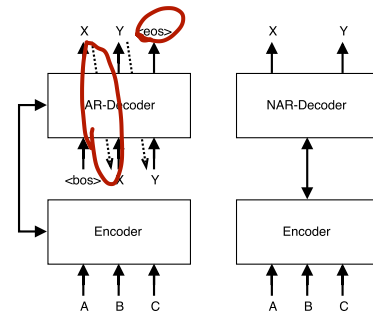 X Y <eos>
AR-Decoder
<bos> X Y
Encoder
A B C
X Y
NAR-Decoder
Encoder
A B C